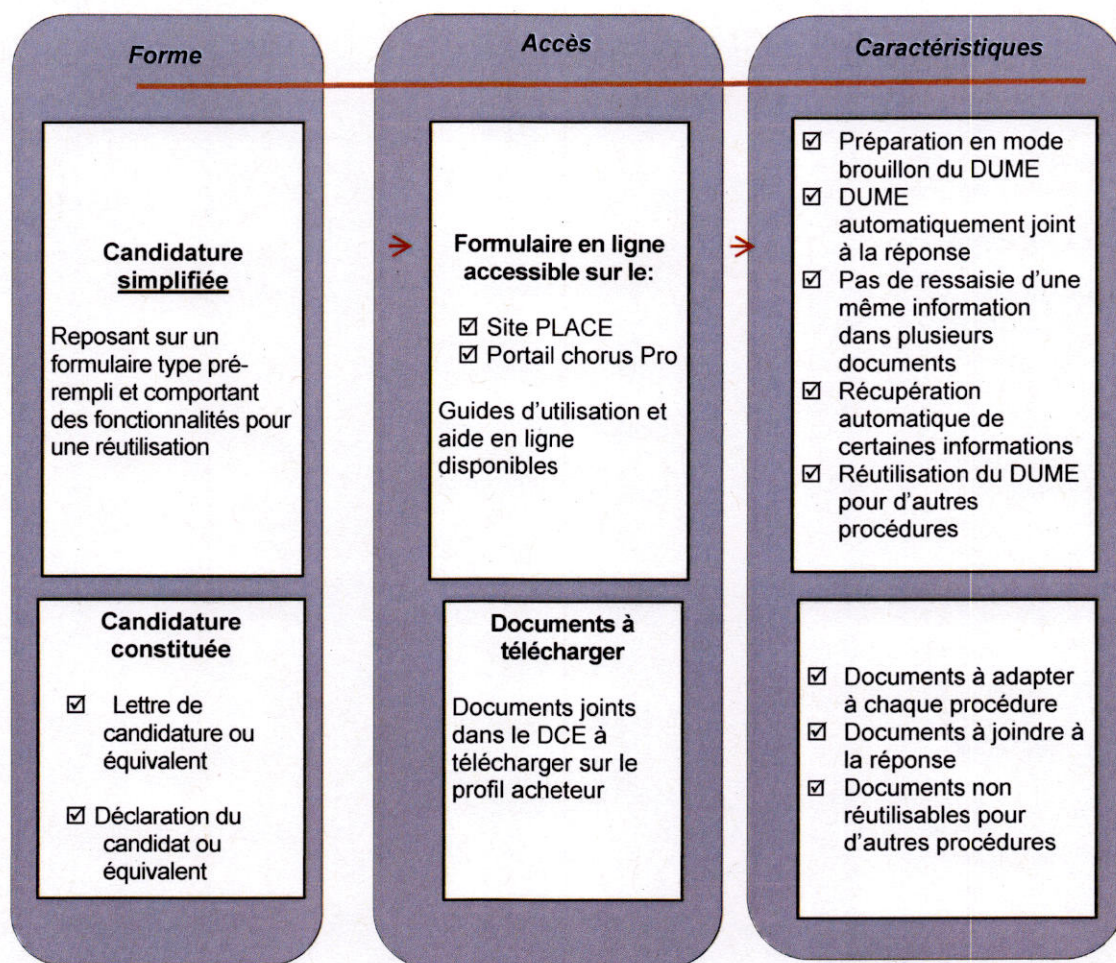 Forme
Accès
Caractéristiques
Candidature
simplifiée
Reposant sur un
formulaire type pré-
rempli et comportant
des fonctionnalités pour
une réutilisation
Formulaire en ligne
accessible sur le:
☑ Site PLACE
☑ Portail chorus Pro
Guides d'utilisation et
aide en ligne
disponibles
☑ Préparation en mode
brouillon du DUME
☑ DUME
automatiquement joint
à la réponse
☑ Pas de ressaisie d'une
même information
dans plusieurs
documents
☑ Récupération
automatique de
certaines informations
☑ Réutilisation du DUME
pour d'autres
procédures
Candidature
constituée
☑ Lettre de
candidature ou
équivalent
☑ Déclaration du
candidat ou
équivalent
Documents à
télécharger
Documents joints
dans le DCE à
télécharger sur le
profil acheteur
☑ Documents à adapter
à chaque procédure
☑ Documents à joindre à
la réponse
☑ Documents non
réutilisables pour
d'autres procédures